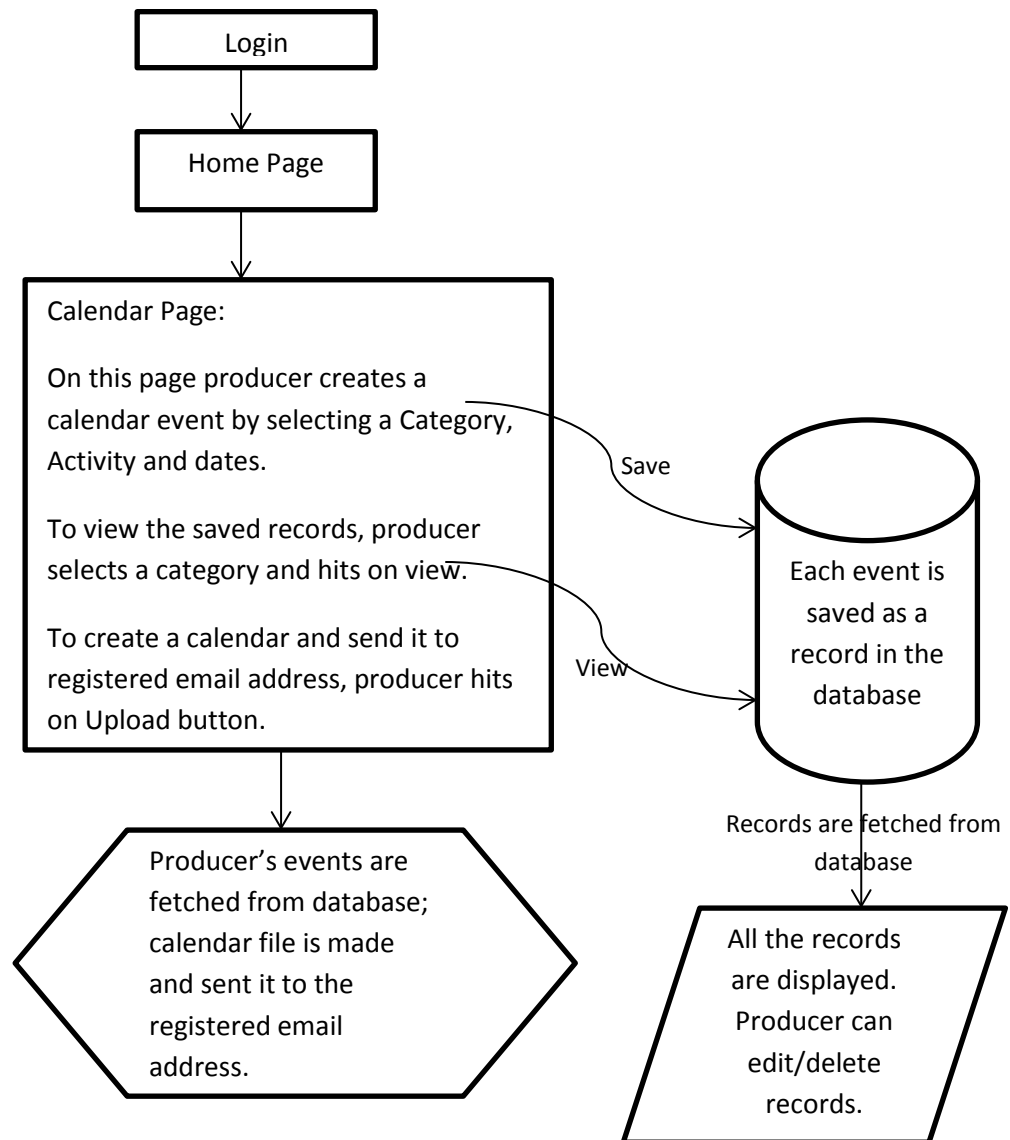 Login
Home Page
Calendar Page:
On this page producer creates a
calendar event by selecting a Category,
Activity and dates.
To view the saved records, producer
selects a category and hits on view.
To create a calendar and send it to
registered email address, producer hits
on Upload button.
Save
View
Each event is
saved as a
record in the
database
Records are fetched from
database
Producer’s events are
fetched from database;
calendar file is made
and sent it to the
registered email
address.
All the records
are displayed.
Producer can
edit/delete
records.